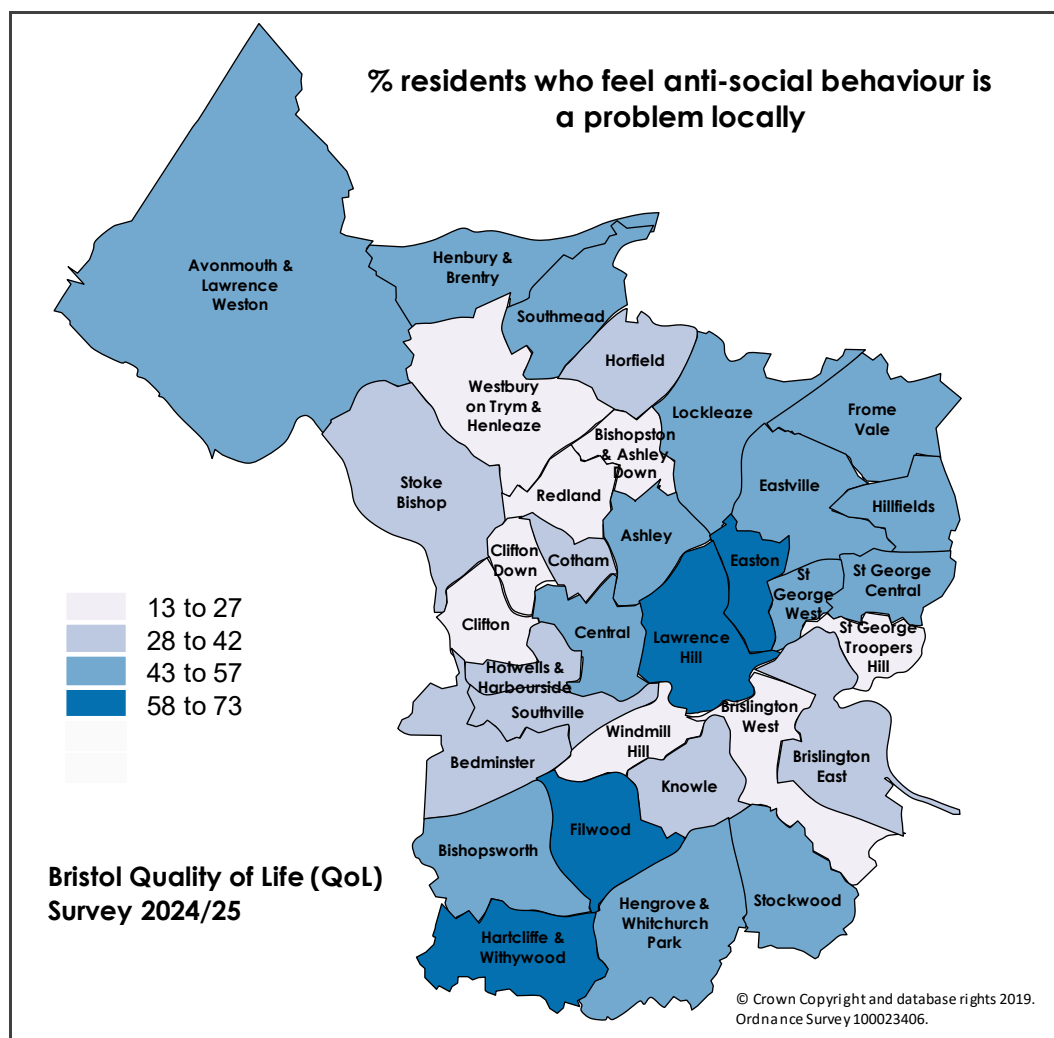 % residents who feel anti-social behaviour is
a problem locally
Avonmouth &
Lawrence
Weston
Henbury &
Brentry
Southmead
Horfield
Westbury
on Trym &
Henleaze
Lockleaze
Frome
Vale
Bishopston
& Ashley
Down
Stoke
Bishop
Redland
Eastville
Hillfields
Ashley
Clifton
Down
Cotham
Easton
St
George
West
St George
Central
Clifton
Central
Lawrence
Hill
St George
Troopers
Hill
Hotwells &
Harbourside
Southville
Brislington
West
Windmill
Hill
Bedminster
Knowle
Brislington
East
Filwood
Bishopsworth
Stockwood
Hengrove &
Whitchurch
Park
Hartcliffe &
Withywood
13 to 27
28 to 42
43 to 57
58 to 73
Bristol Quality of Life (QoL)
Survey 2024/25
© Crown Copyright and database rights 2019.
Ordnance Survey 100023406.